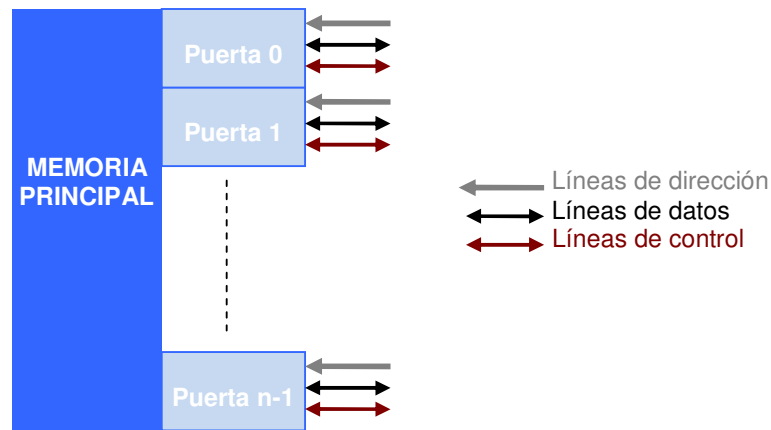 Puerta 0
Puerta 1
MEMORIA
PRINCIPAL
Líneas de dirección
Líneas de datos
Líneas de control
Puerta n-1